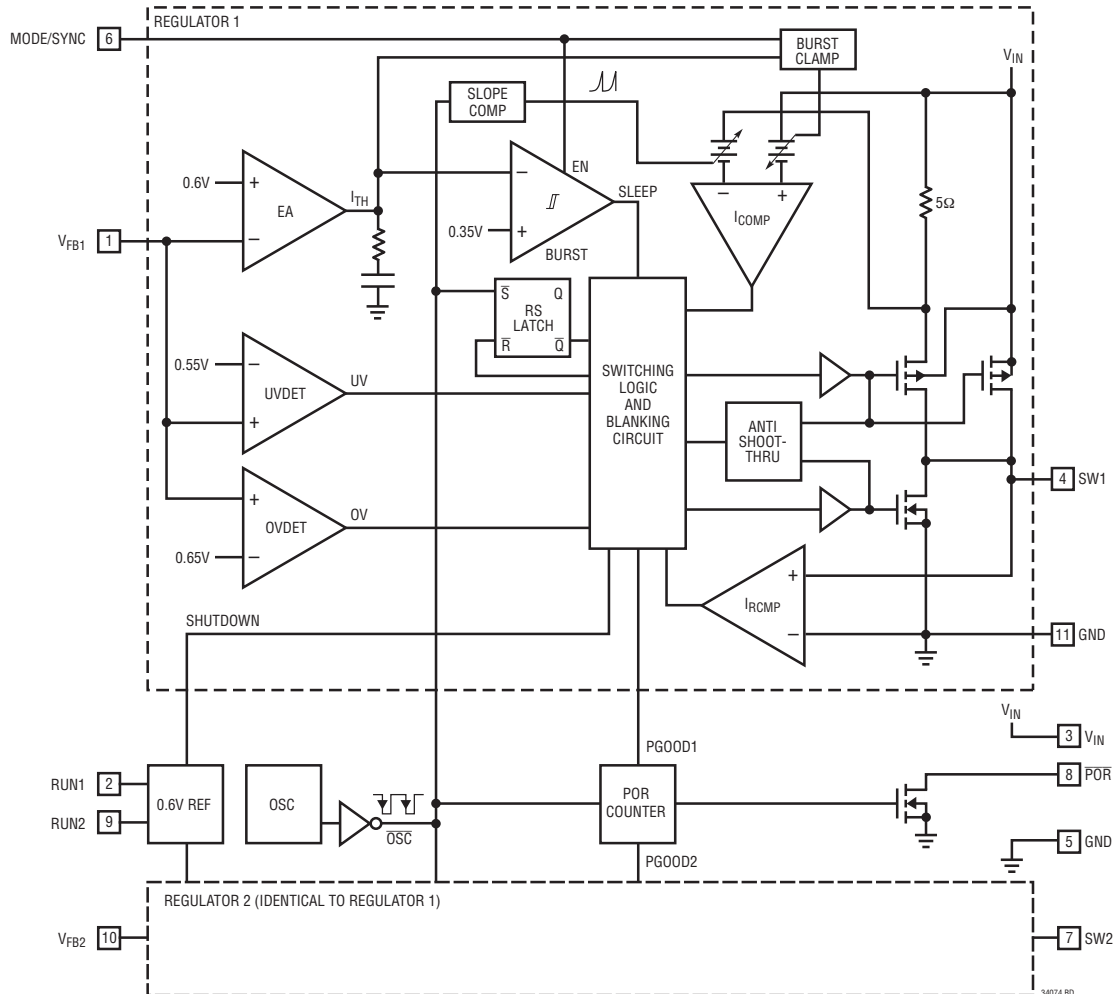 REGULATOR 1
MODE/SYNC 6
BURST
CLAMP
VIN
SLOPE
COMP
0.6V
+
EA
−
ITH
VFB1 1
EN
−
SLEEP
0.35V
+
BURST
−
+
ICOMP
5Ω
S̅ Q
RS
LATCH
R̅ Q̅
0.55V
−
UVDET
+
UV
SWITCHING
LOGIC
AND
BLANKING
CIRCUIT
ANTI
SHOOT-
THRU
4 SW1
+
OVDET
0.65V
−
OV
+
IRCMP
−
SHUTDOWN
11 GND
VIN
3 VIN
PGOOD1
RUN1 2
RUN2 9
0.6V REF
OSC
O̅S̅C̅
POR
COUNTER
8 P̅O̅R̅
5 GND
PGOOD2
REGULATOR 2 (IDENTICAL TO REGULATOR 1)
VFB2 10
7 SW2
34074 BD